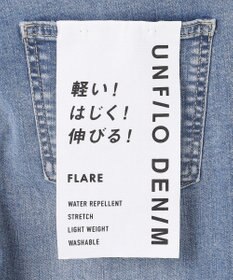 軽い!
はじく!
伸びる!
FLARE
WATER REPELLENT
STRETCH
LIGHT WEIGHT
WASHABLE
UNF/LO DEN/M